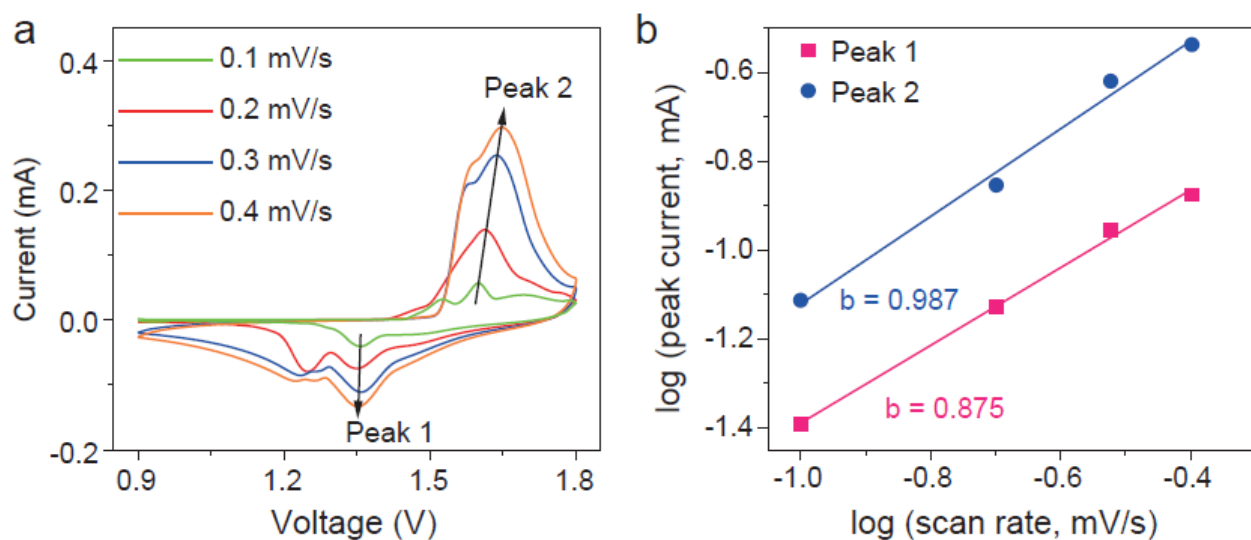 a
0.1 mV/s
0.2 mV/s
0.3 mV/s
0.4 mV/s
Peak 2
Peak 1
0.4
0.2
0.0
-0.2
Current (mA)
0.9
1.2
1.5
1.8
Voltage (V)
b
Peak 1
Peak 2
b = 0.987
b = 0.875
-0.6
-0.8
-1.0
-1.2
-1.4
log (peak current, mA)
-1.0
-0.8
-0.6
-0.4
log (scan rate, mV/s)